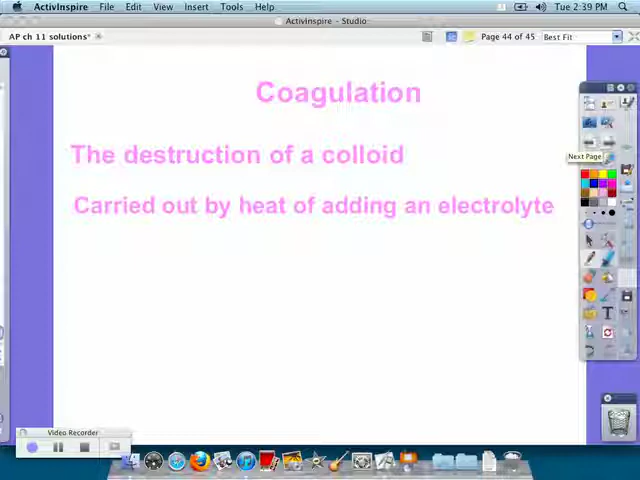 ActivInspire File Edit View Insert Tools Help
Tue 2:39 PM
ActivInspire - Studio
AP ch 11 solutions*
Page 44 of 45
Best Fit
Coagulation
The destruction of a colloid
Next Page
Carried out by heat of adding an electrolyte
Video Recorder